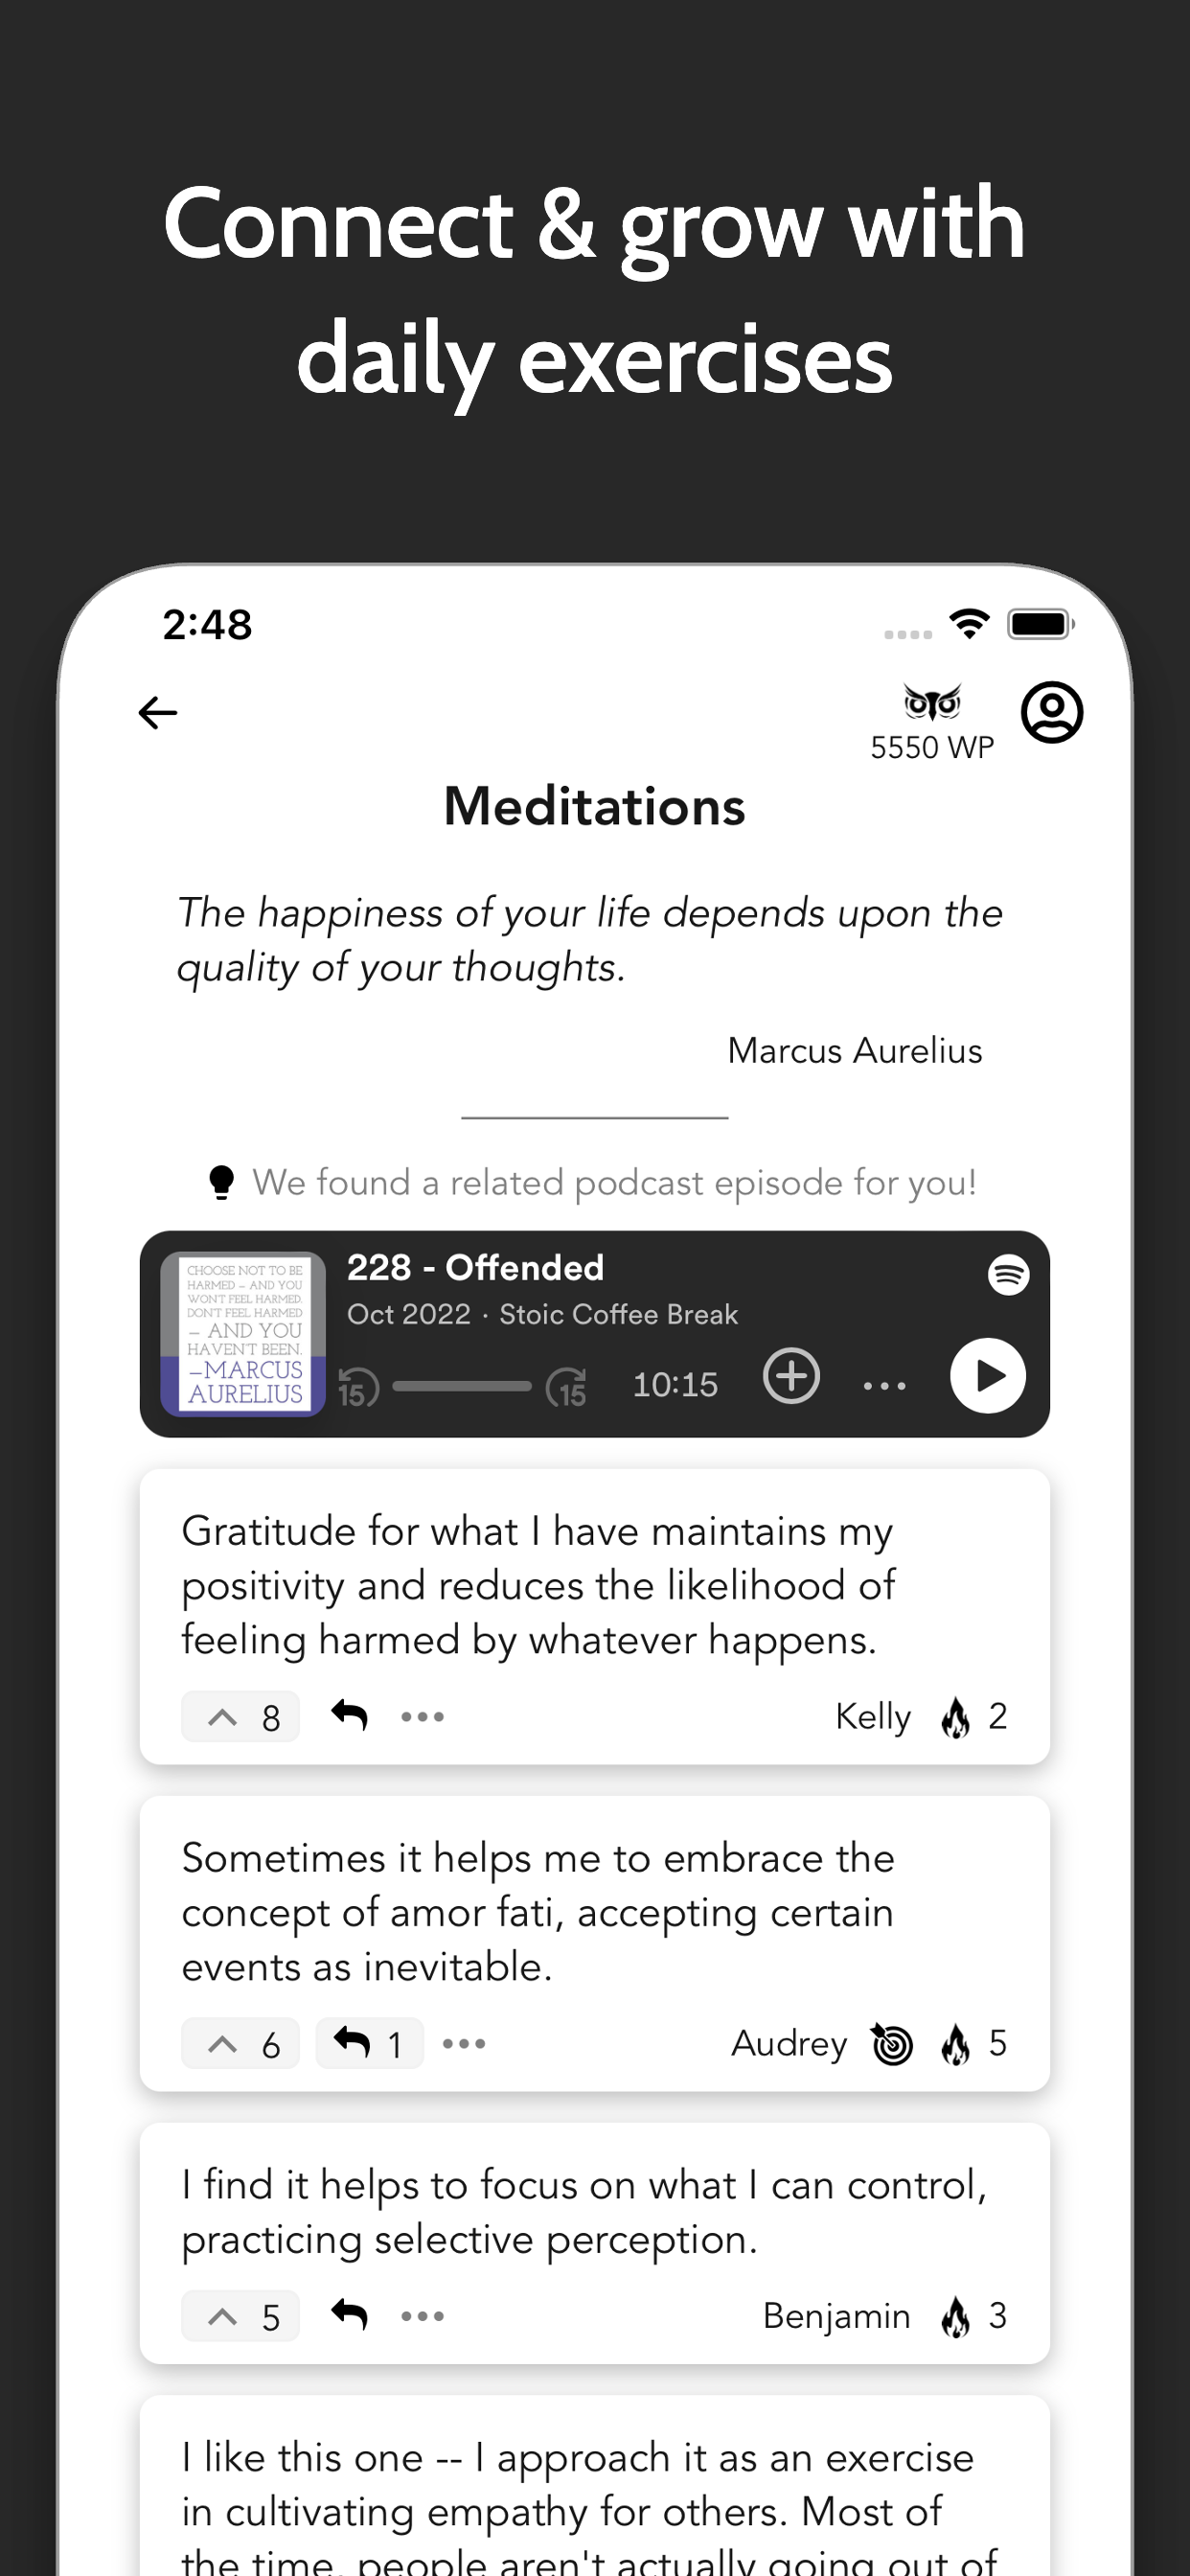 Connect & grow with
daily exercises
2:48
5550 WP
Meditations
The happiness of your life depends upon the
quality of your thoughts.
Marcus Aurelius
We found a related podcast episode for you!
CHOOSE NOT TO BE
HARMED – AND YOU
WON'T FEEL HARMED.
DON'T FEEL HARMED
– AND YOU
HAVEN'T BEEN.
–MARCUS
AURELIUS
228 - Offended
Oct 2022 · Stoic Coffee Break
15
15
10:15
Gratitude for what I have maintains my
positivity and reduces the likelihood of
feeling harmed by whatever happens.
8
Kelly 2
Sometimes it helps me to embrace the
concept of amor fati, accepting certain
events as inevitable.
6 1
Audrey 5
I find it helps to focus on what I can control,
practicing selective perception.
5
Benjamin 3
I like this one -- I approach it as an exercise
in cultivating empathy for others. Most of
the time, people aren't actually going out of